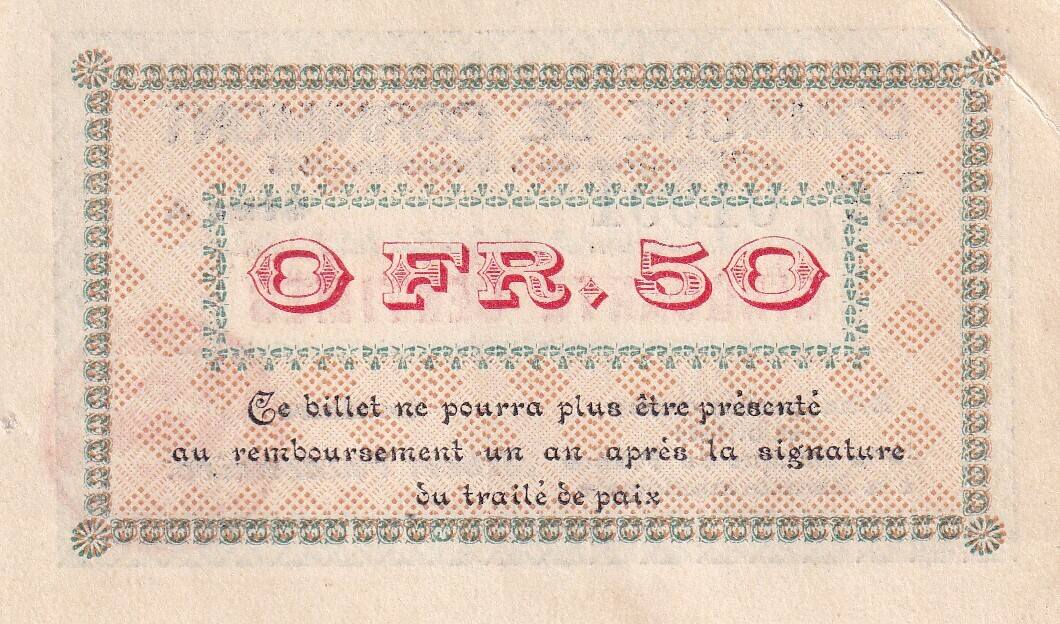 0 FR. 50
Ce billet ne pourra plus être présenté
au remboursement un an après la signature
du traité de paix